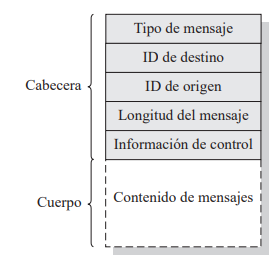 Tipo de mensaje
ID de destino
Cabecera
ID de origen
Longitud del mensaje
Información de control
Cuerpo
Contenido de mensajes